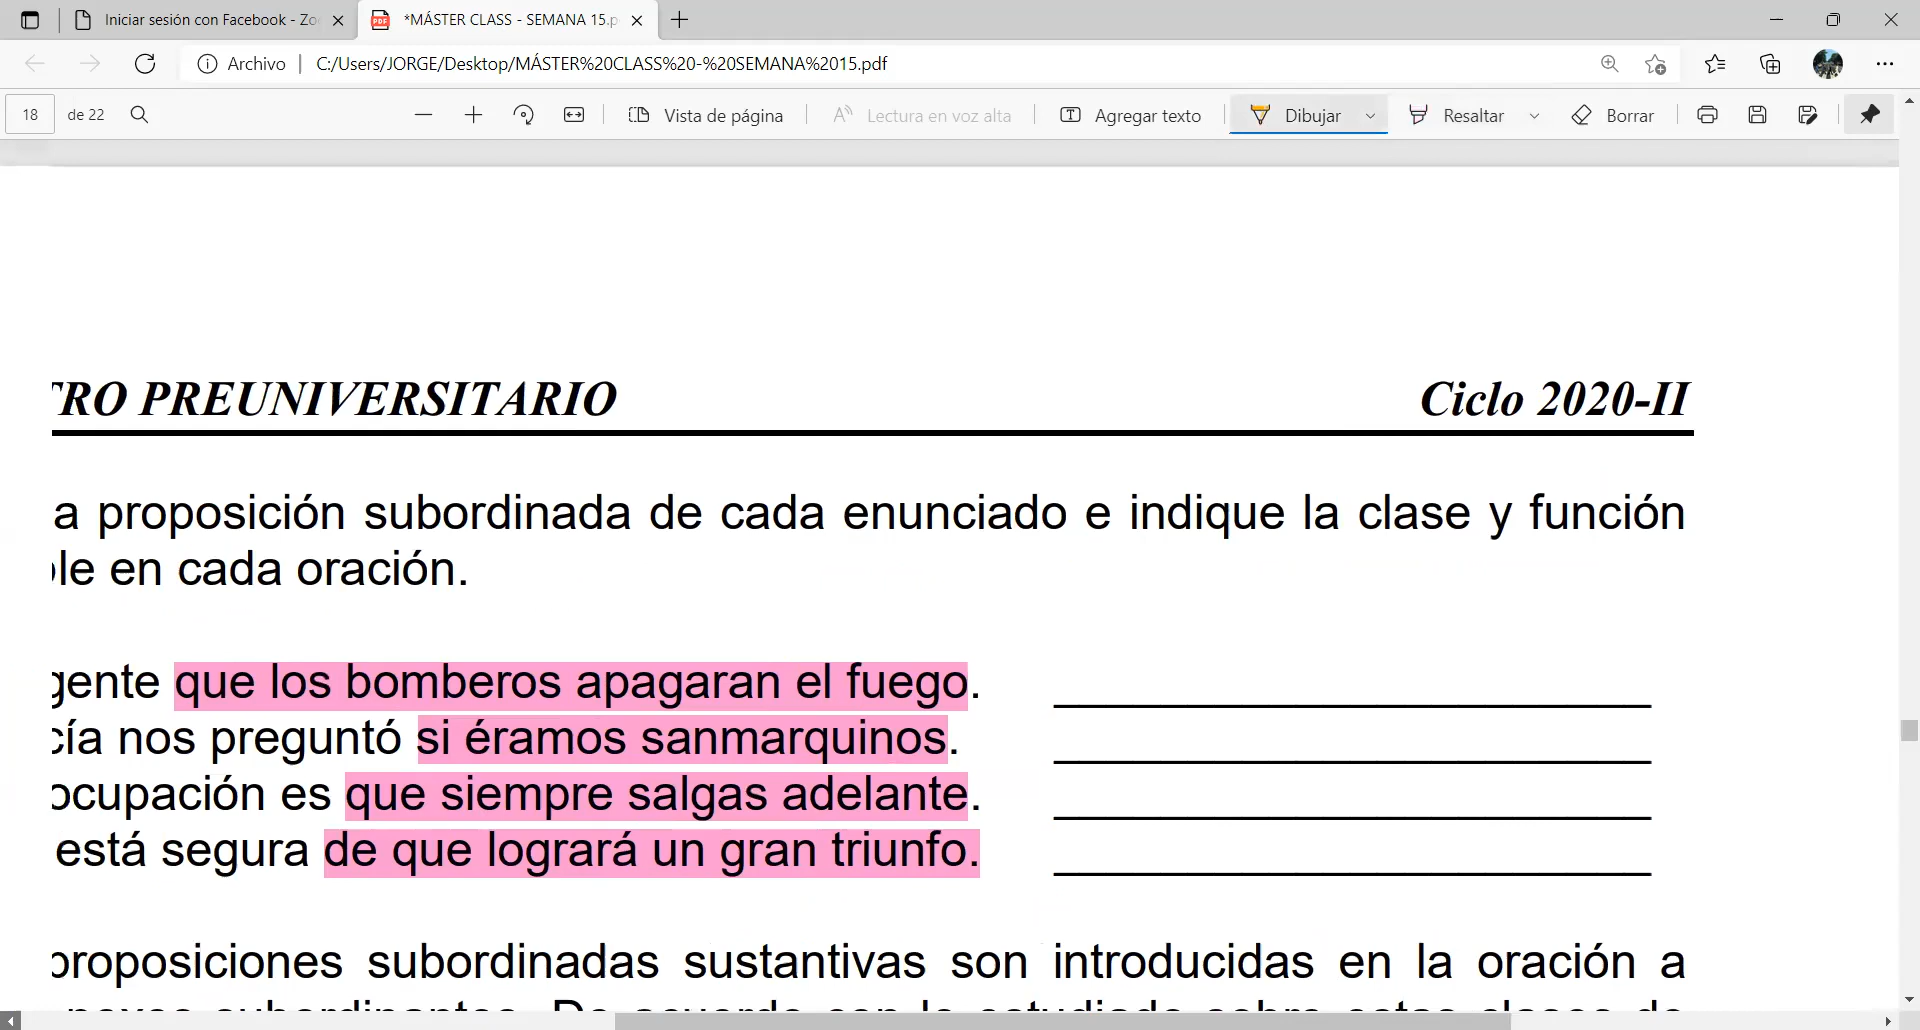 Iniciar sesión con Facebook - Zo
*MÁSTER CLASS - SEMANA 15.p
Archivo | C:/Users/JORGE/Desktop/MÁSTER%20CLASS%20-%20SEMANA%2015.pdf
18 de 22 Vista de página Lectura en voz alta Agregar texto Dibujar Resaltar Borrar
TRO PREUNIVERSITARIO Ciclo 2020-II
a proposición subordinada de cada enunciado e indique la clase y función
le en cada oración.
gente que los bomberos apagaran el fuego.
cía nos preguntó si éramos sanmarquinos.
ocupación es que siempre salgas adelante.
está segura de que logrará un gran triunfo.
proposiciones subordinadas sustantivas son introducidas en la oración a